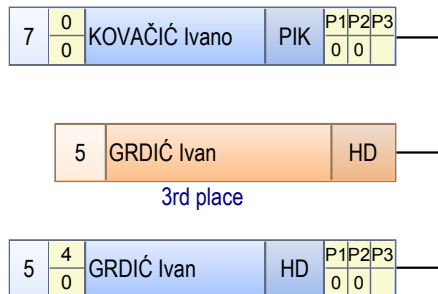 7 0 KOVAČIĆ Ivano PIK P1 P2 P3
0 0 0
5 GRDIĆ Ivan HD
3rd place
5 4 GRDIĆ Ivan HD P1 P2 P3
0 0 0